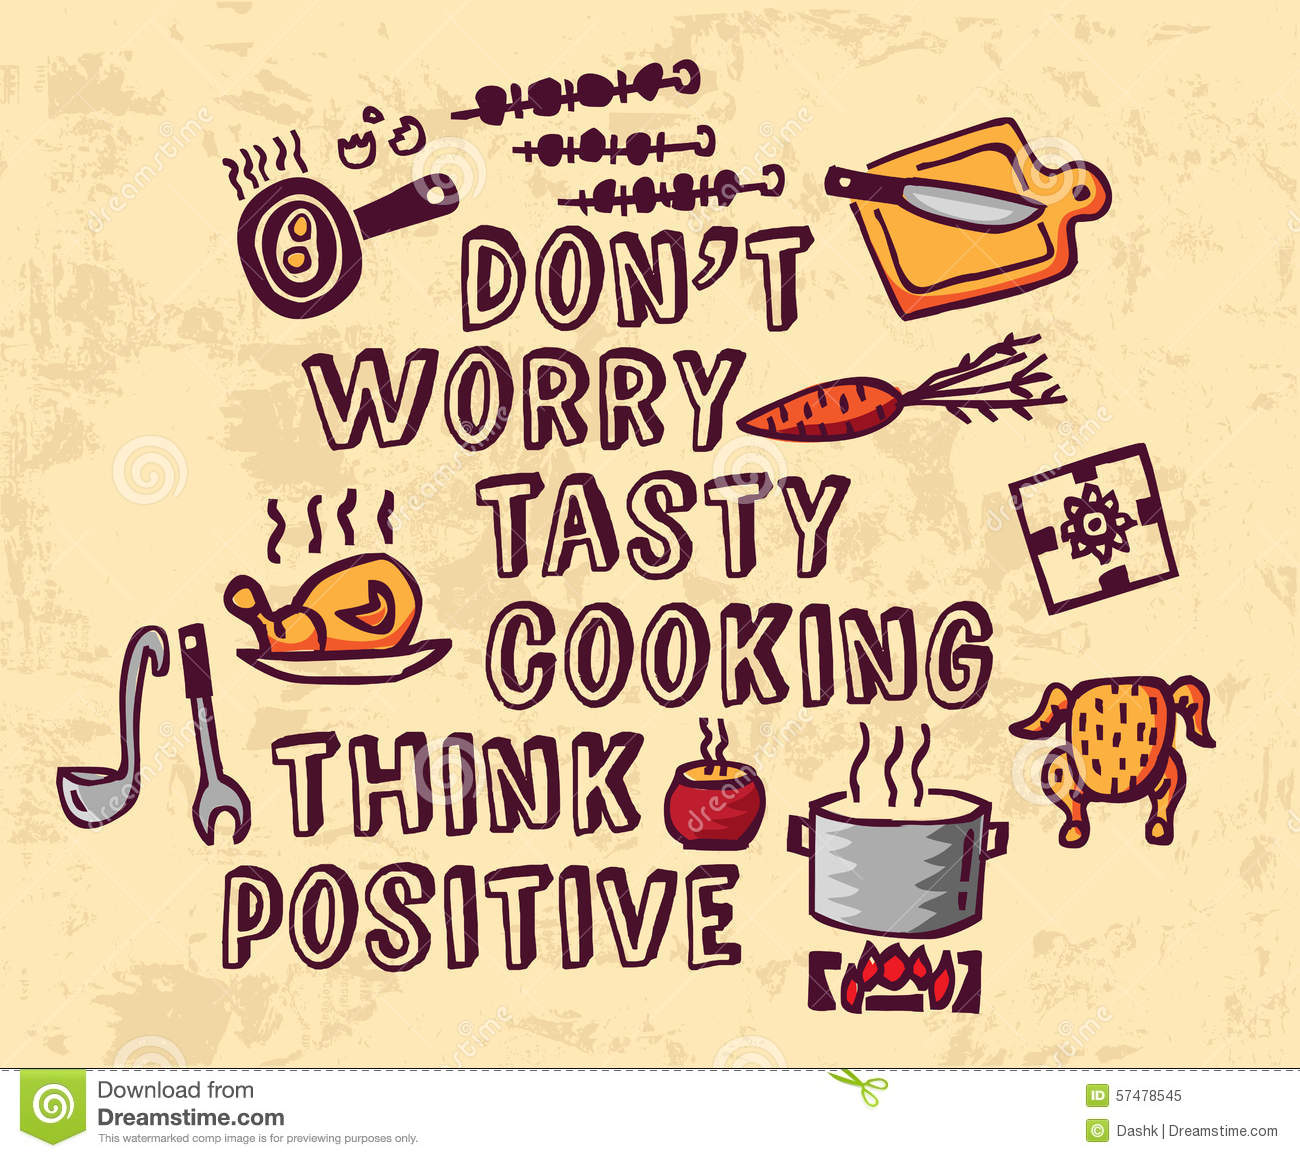 DON'T
WORRY
TASTY
COOKING
THINK
POSITIVE
Download from
Dreamstime.com
This watermarked comp image is for previewing purposes only.
ID 57478545
© Dashk | Dreamstime.com